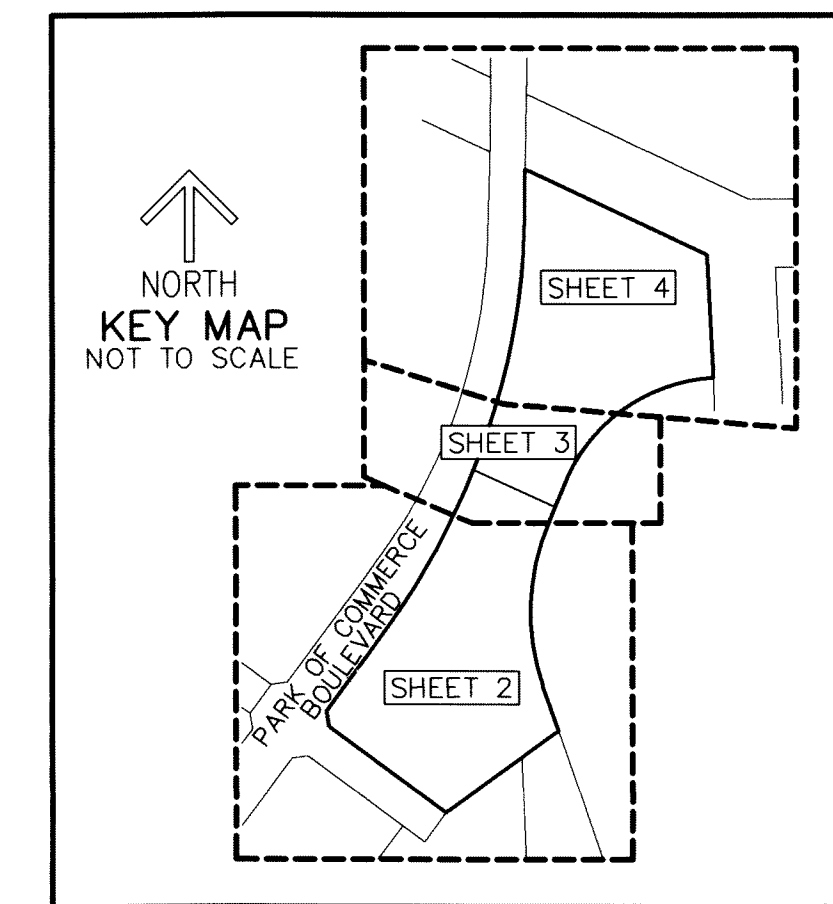 NORTH
KEY MAP
NOT TO SCALE
SHEET 4
SHEET 3
PARK OF COMMERCE
BOULEVARD
SHEET 2